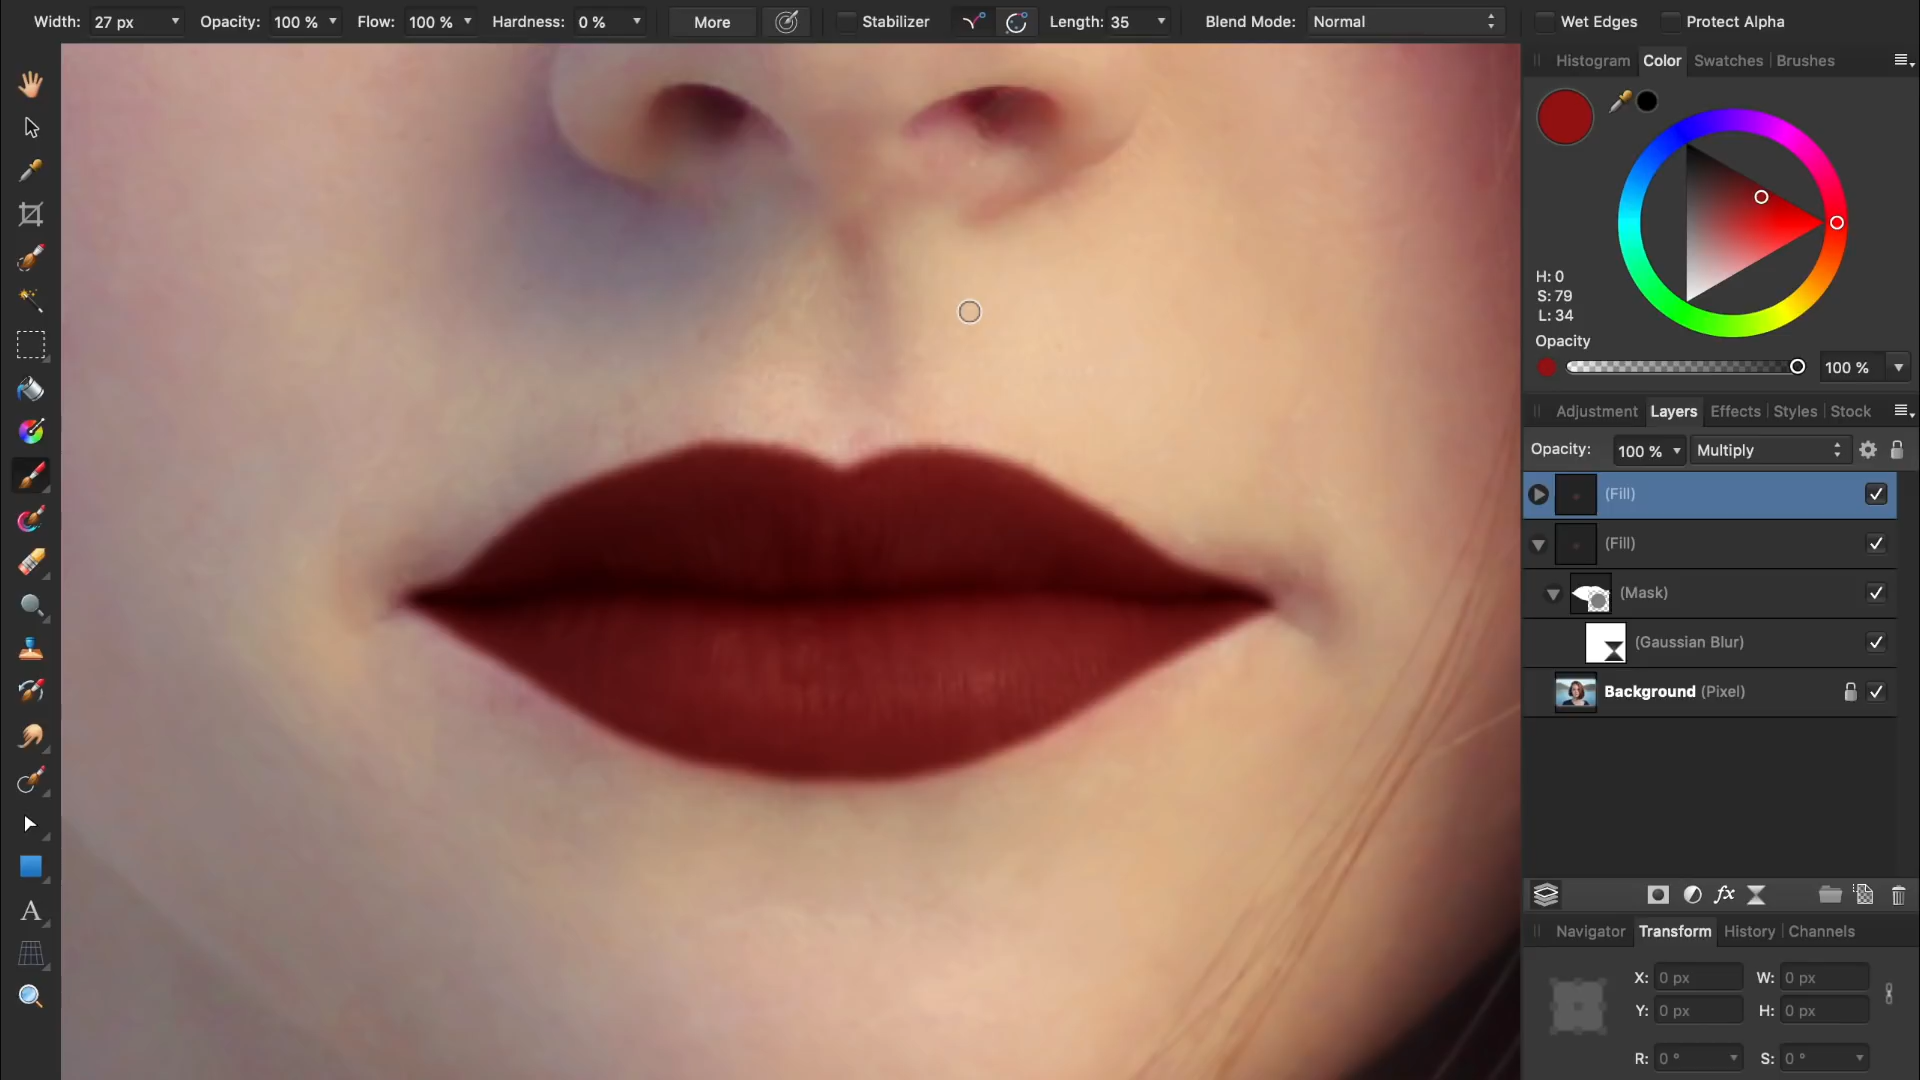 Width: 27 px Opacity: 100 % Flow: 100 % Hardness: 0 % More Stabilizer Length: 35 Blend Mode: Normal Wet Edges Protect Alpha
Histogram Color Swatches Brushes
H: 0
S: 79
L: 34
Opacity
100 %
Adjustment Layers Effects Styles Stock
Opacity: 100 % Multiply
(Fill)
(Fill)
(Mask)
(Gaussian Blur)
Background (Pixel)
fx
A
Navigator Transform History Channels
X: 0 px W: 0 px
Y: 0 px H: 0 px
R: 0 ° S: 0 °